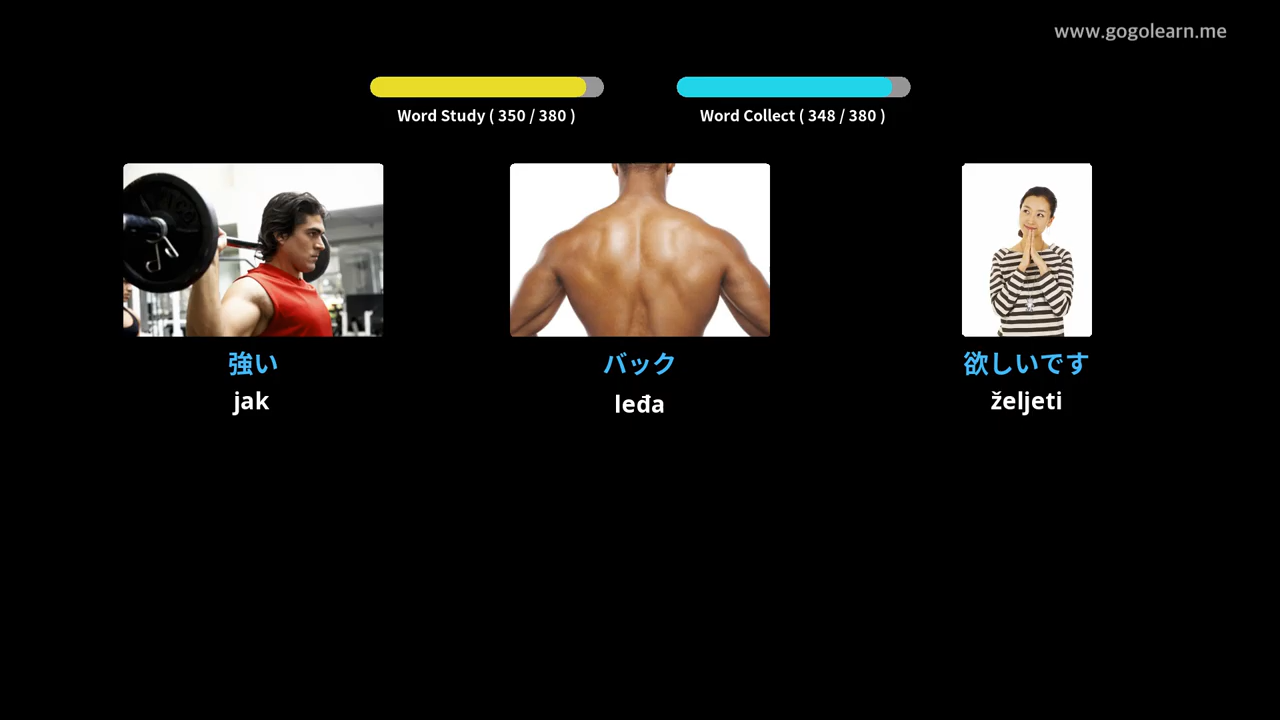 www.gogolearn.me
Word Study ( 350 / 380 )
Word Collect ( 348 / 380 )
強い
バック
欲しいです
jak
leđa
željeti